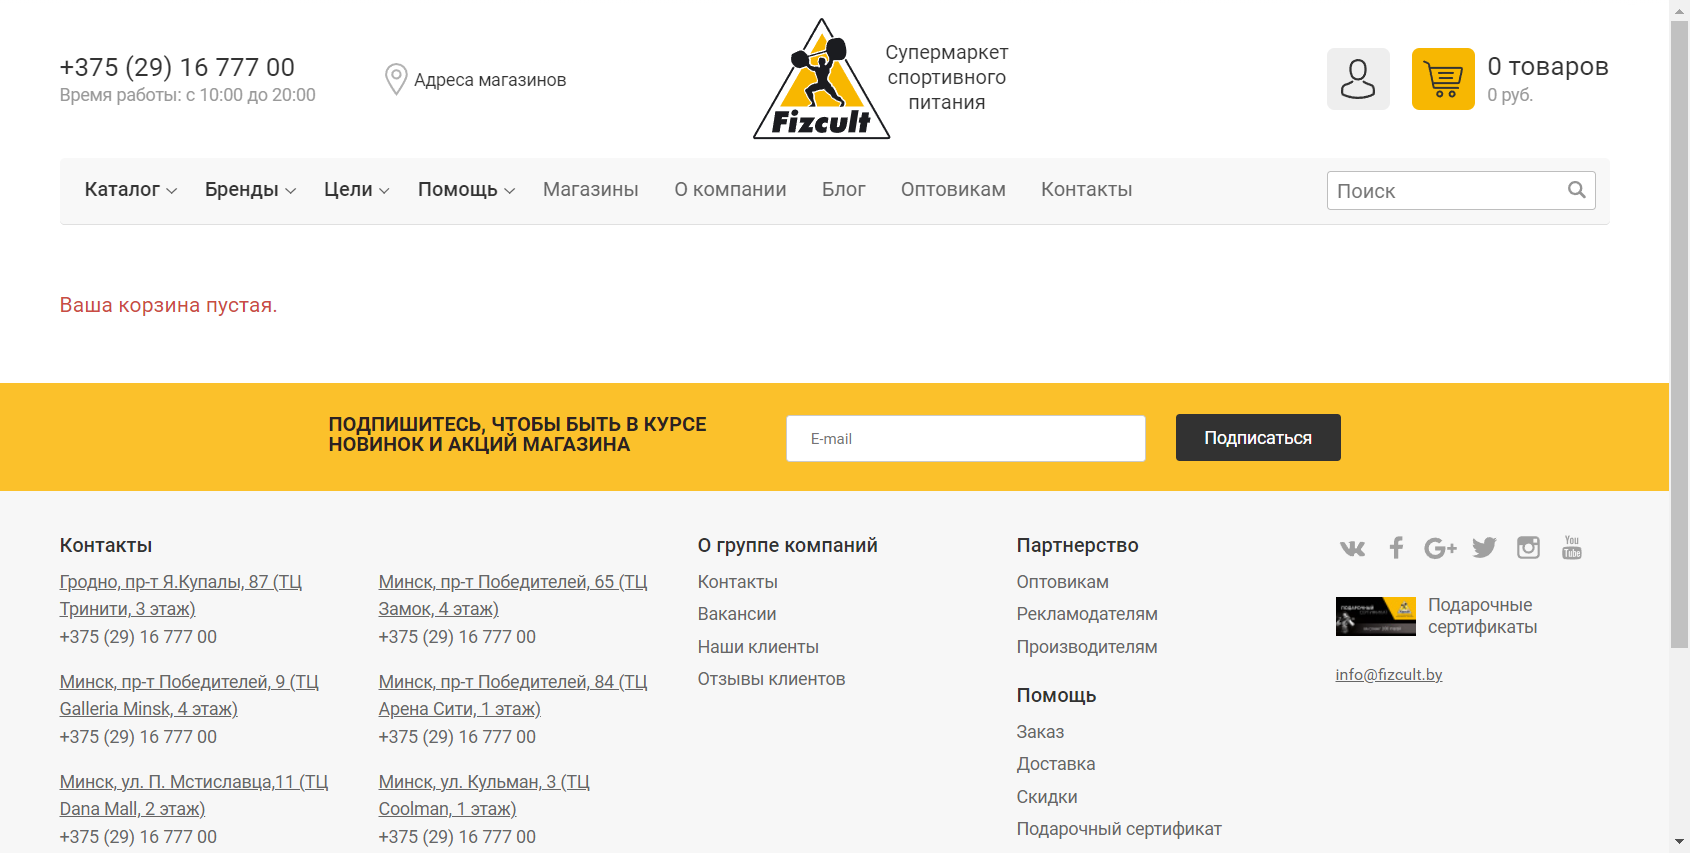 +375 (29) 16 777 00
Время работы: с 10:00 до 20:00
Адреса магазинов
Fizcult
Супермаркет
спортивного
питания
0 товаров
0 руб.
Каталог
Бренды
Цели
Помощь
Магазины
О компании
Блог
Оптовикам
Контакты
Поиск
Ваша корзина пустая.
ПОДПИШИТЕСЬ, ЧТОБЫ БЫТЬ В КУРСЕ
НОВИНОК И АКЦИЙ МАГАЗИНА
E-mail
Подписаться
Контакты
Гродно, пр-т Я.Купалы, 87 (ТЦ
Тринити, 3 этаж)
+375 (29) 16 777 00
Минск, пр-т Победителей, 9 (ТЦ
Galleria Minsk, 4 этаж)
+375 (29) 16 777 00
Минск, ул. П. Мстиславца,11 (ТЦ
Dana Mall, 2 этаж)
+375 (29) 16 777 00
Минск, пр-т Победителей, 65 (ТЦ
Замок, 4 этаж)
+375 (29) 16 777 00
Минск, пр-т Победителей, 84 (ТЦ
Арена Сити, 1 этаж)
+375 (29) 16 777 00
Минск, ул. Кульман, 3 (ТЦ
Coolman, 1 этаж)
+375 (29) 16 777 00
О группе компаний
Контакты
Вакансии
Наши клиенты
Отзывы клиентов
Партнерство
Оптовикам
Рекламодателям
Производителям
Помощь
Заказ
Доставка
Скидки
Подарочный сертификат
You
Tube
ПОДАРОЧНЫЙ
СЕРТИФИКАТ
Подарочные
сертификаты
info@fizcult.by